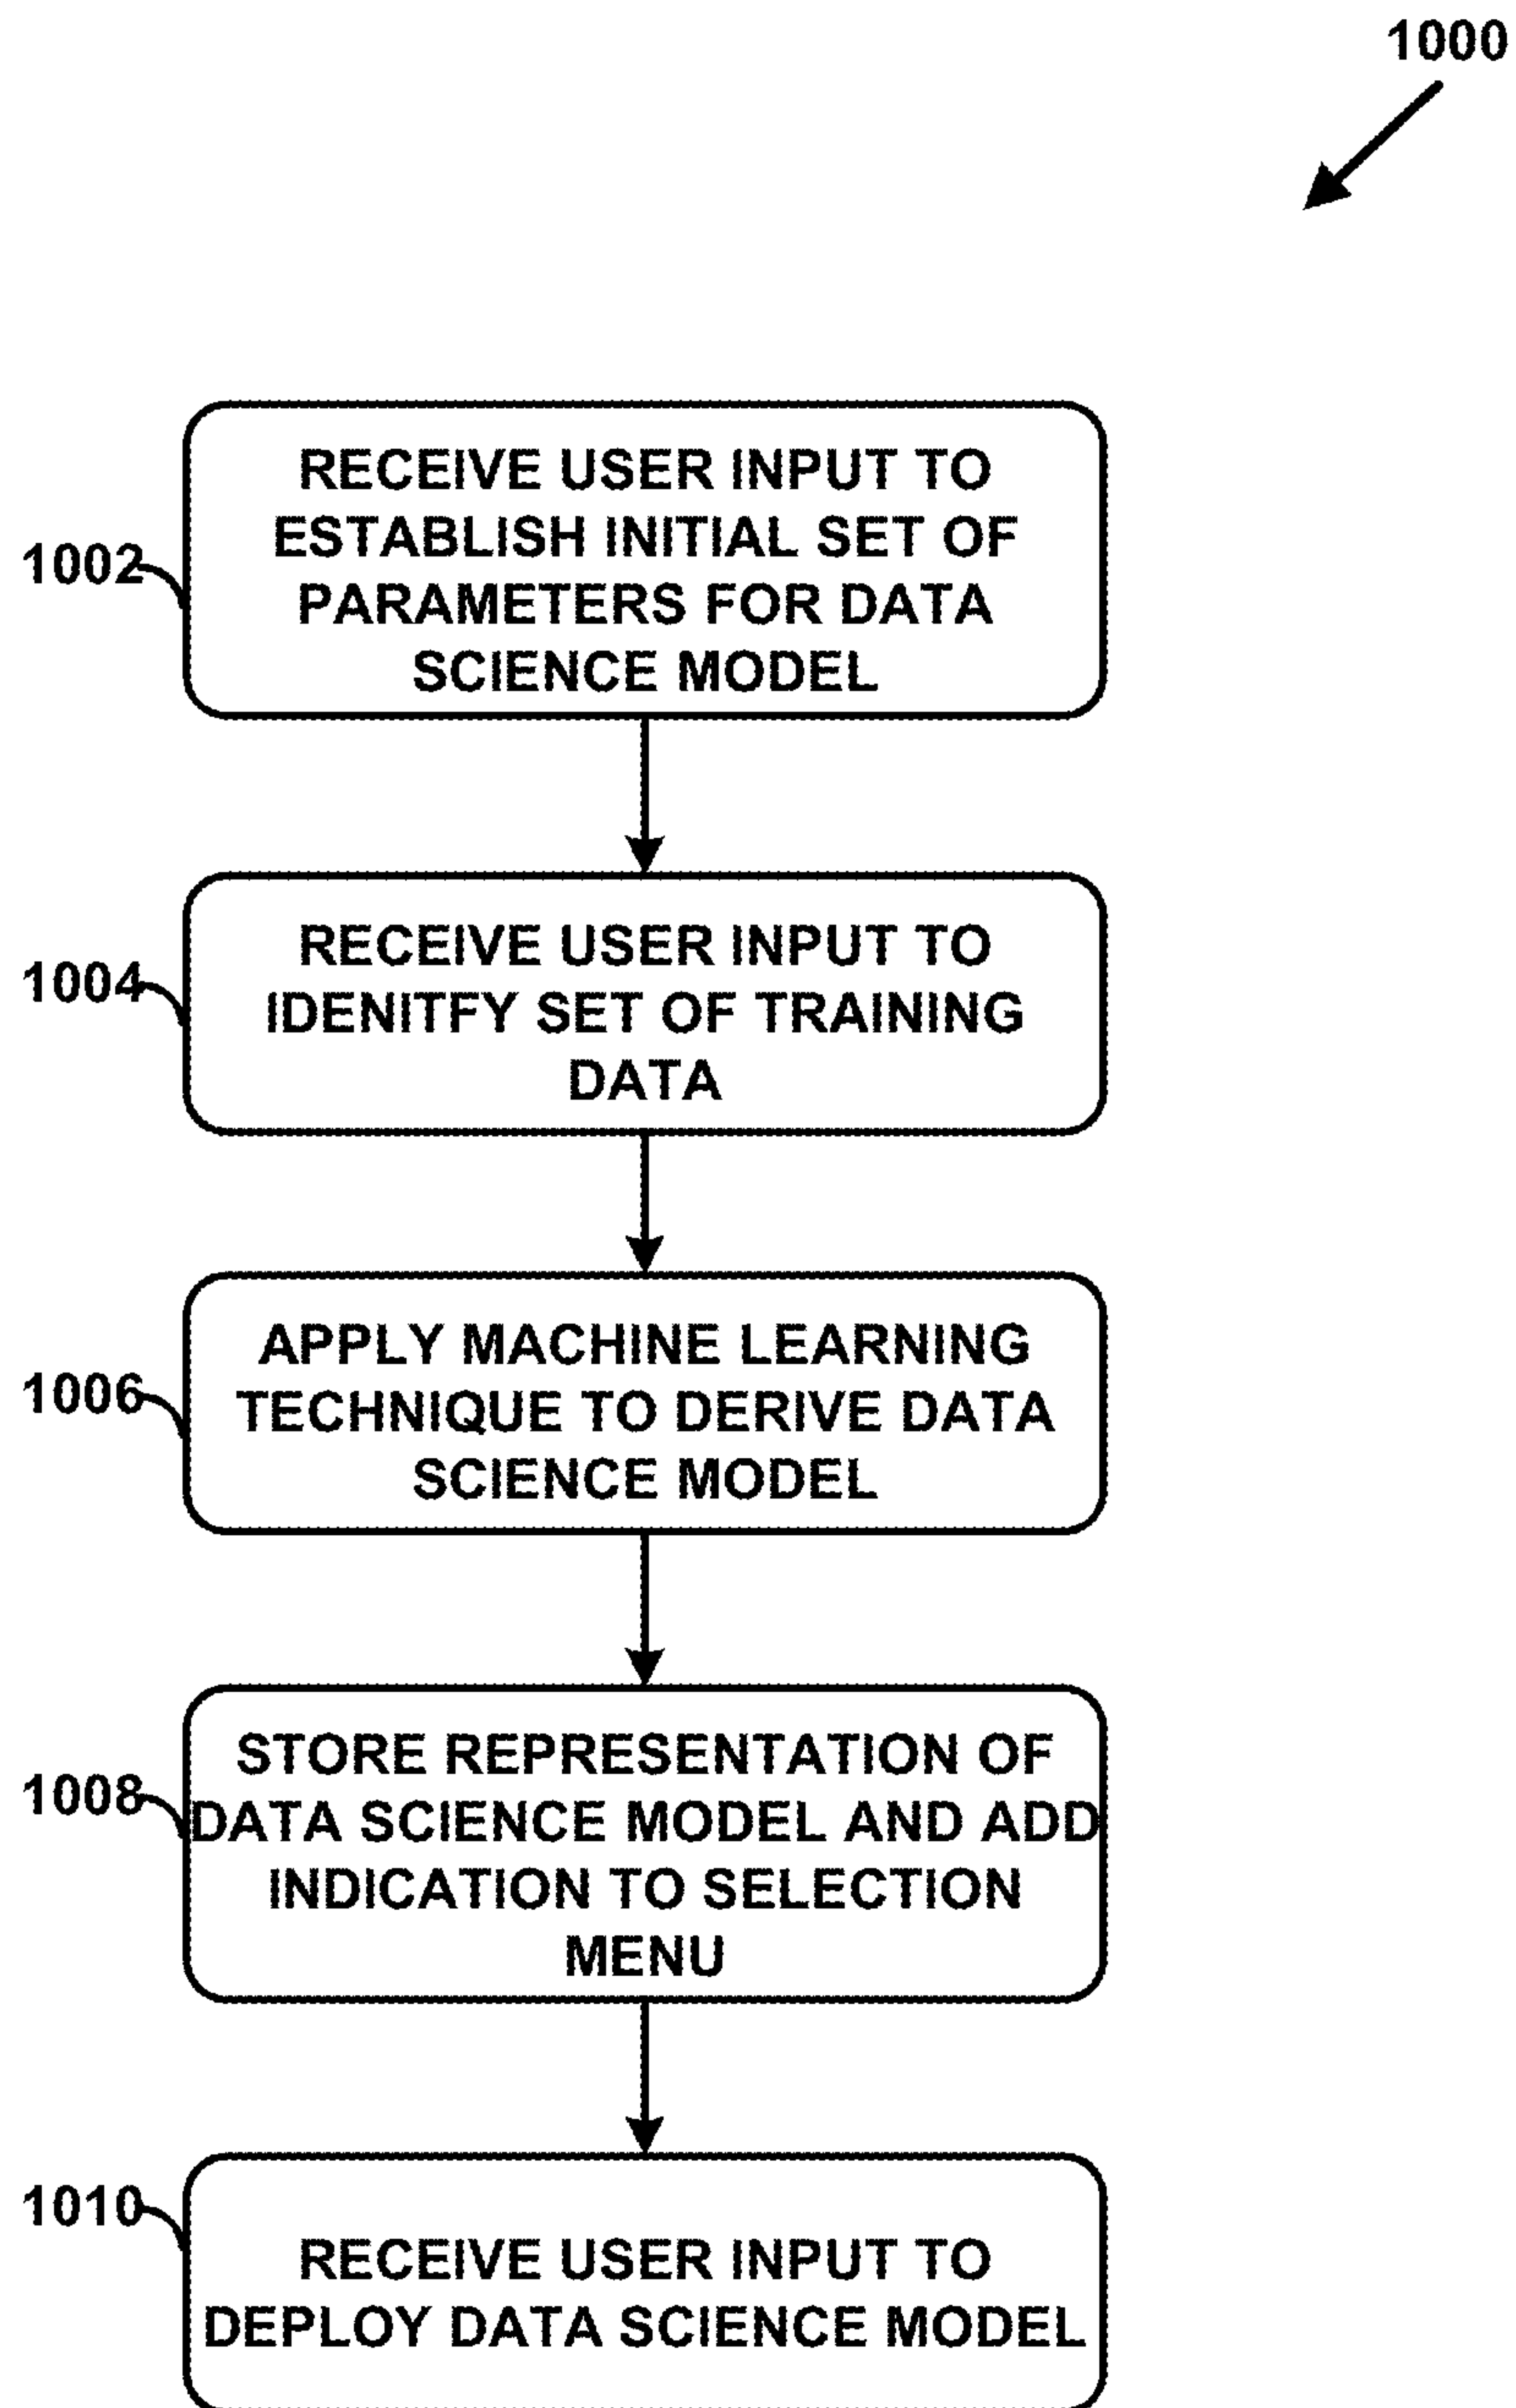 1000
RECEIVE USER INPUT TO
ESTABLISH INITIAL SET OF
PARAMETERS FOR DATA
SCIENCE MODEL
1002
RECEIVE USER INPUT TO
IDENITFY SET OF TRAINING
DATA
1004
APPLY MACHINE LEARNING
TECHNIQUE TO DERIVE DATA
SCIENCE MODEL
1006
STORE REPRESENTATION OF
DATA SCIENCE MODEL AND ADD
INDICATION TO SELECTION
MENU
1008
RECEIVE USER INPUT TO
DEPLOY DATA SCIENCE MODEL
1010